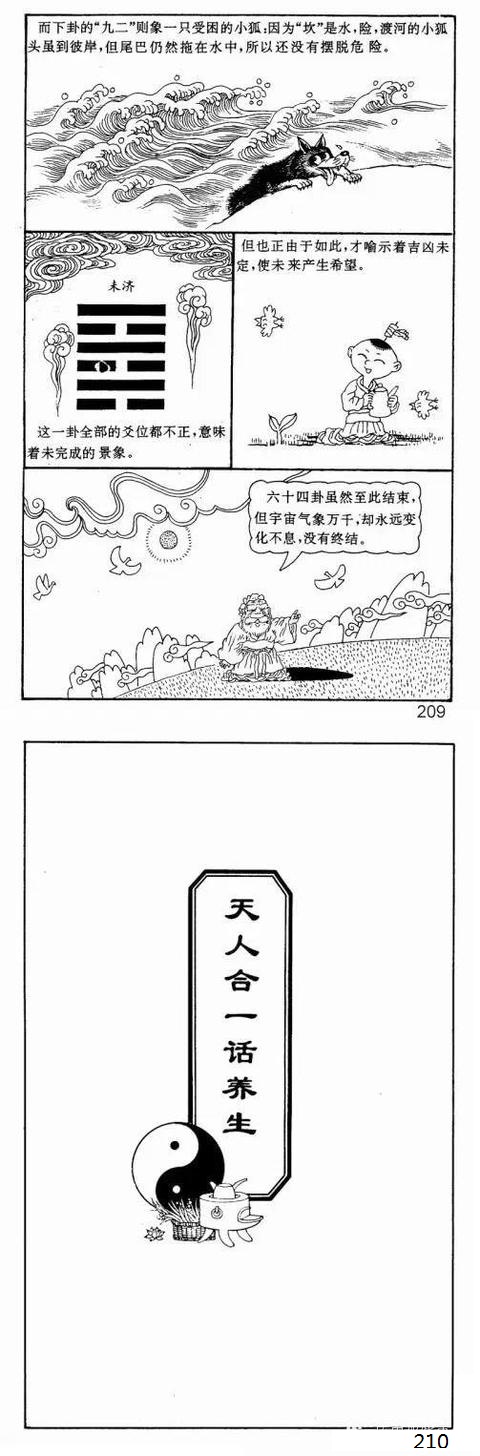 而下卦的“九二”则象一只受困的小狐；因为“坎”是水，险，渡河的小狐
头虽到彼岸，但尾巴仍然拖在水中，所以还没有摆脱危险。
未济
这一卦全部的爻位都不正，意味
着未完成的景象。
但也正由于如此，才喻示着吉凶未
定，使未来产生希望。
六十四卦虽然至此结束，
但宇宙气象万千，却永远变
化不息，没有终结。
209
天人合一话养生
210